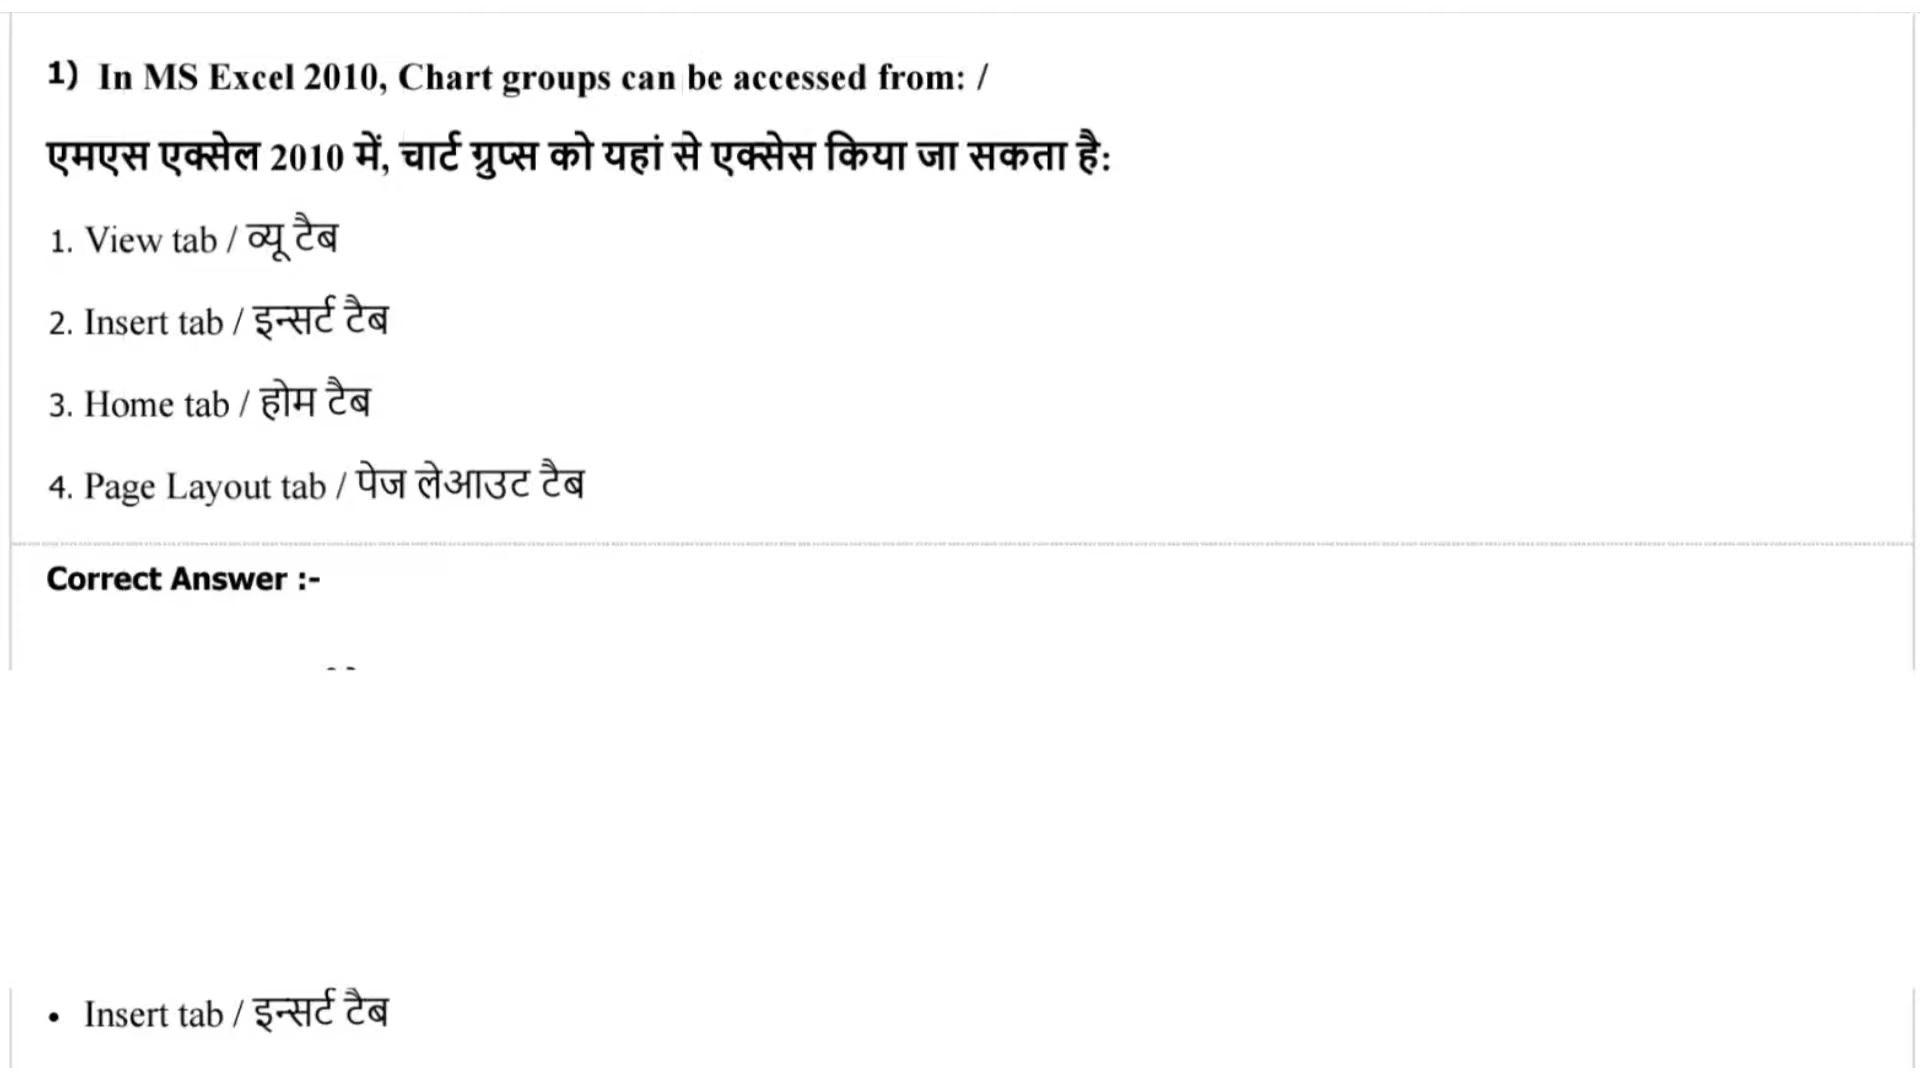 1) In MS Excel 2010, Chart groups can be accessed from: /
एमएस एक्सेल 2010 में, चार्ट ग्रुप्स को यहां से एक्सेस किया जा सकता है:
1. View tab / व्यू टैब
2. Insert tab / इन्सर्ट टैब
3. Home tab / होम टैब
4. Page Layout tab / पेज लेआउट टैब
Correct Answer :-
• Insert tab / इन्सर्ट टैब